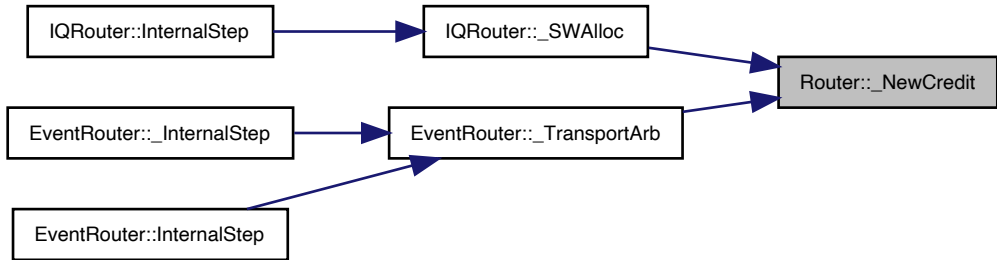 IQRouter::InternalStep
IQRouter::_SWAlloc
Router::_NewCredit
EventRouter::_InternalStep
EventRouter::_TransportArb
EventRouter::InternalStep